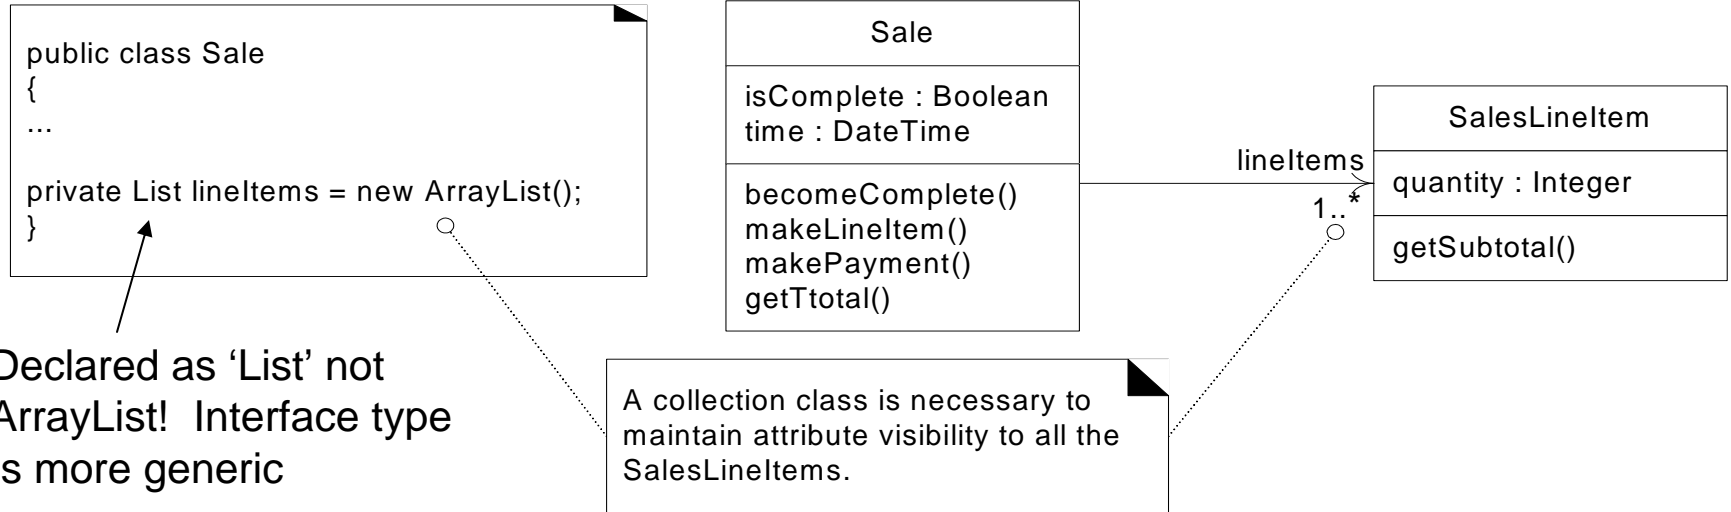 public class Sale
{
...
private List lineItems = new ArrayList();
}
Declared as ‘List’ not
ArrayList! Interface type
is more generic
Sale
isComplete : Boolean
time : DateTime
becomeComplete()
makeLineItem()
makePayment()
getTtotal()
lineItems
1..*
SalesLineItem
quantity : Integer
getSubtotal()
A collection class is necessary to
maintain attribute visibility to all the
SalesLineItems.